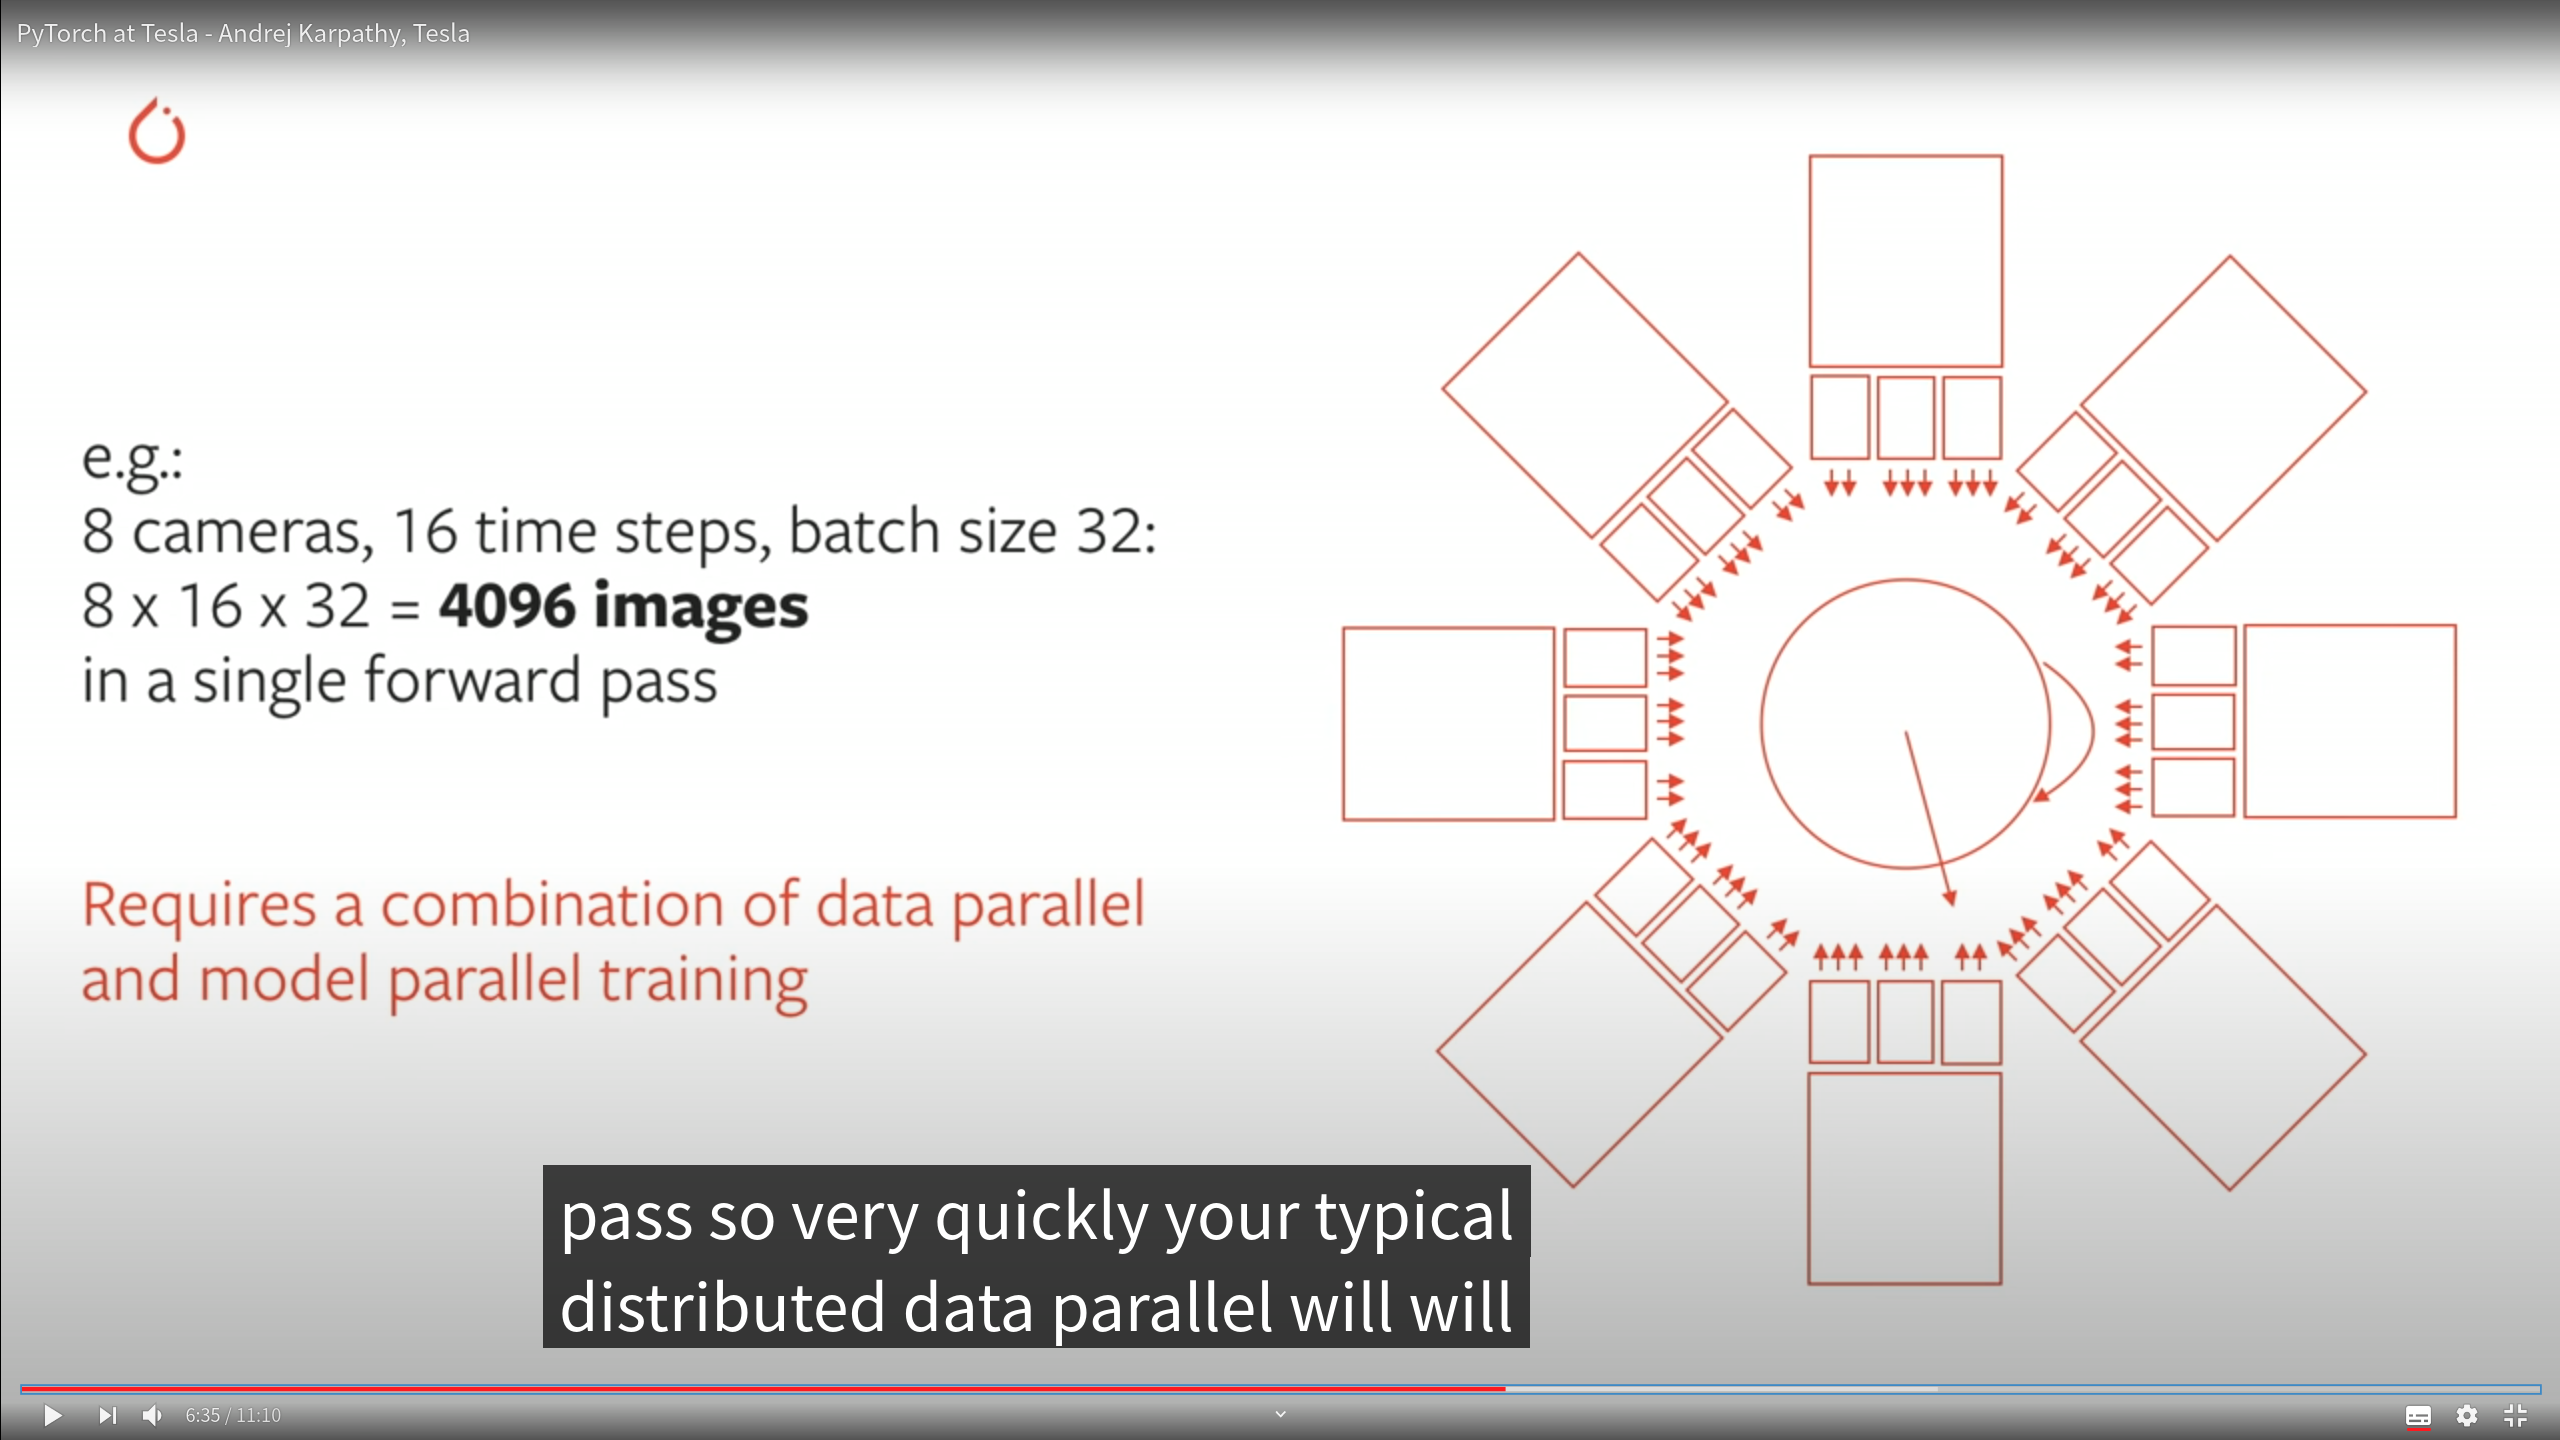 PyTorch at Tesla - Andrej Karpathy, Tesla
e.g.:
8 cameras, 16 time steps, batch size 32:
8 x 16 x 32 = 4096 images
in a single forward pass
Requires a combination of data parallel
and model parallel training
pass so very quickly your typical
distributed data parallel will will
6:35 / 11:10